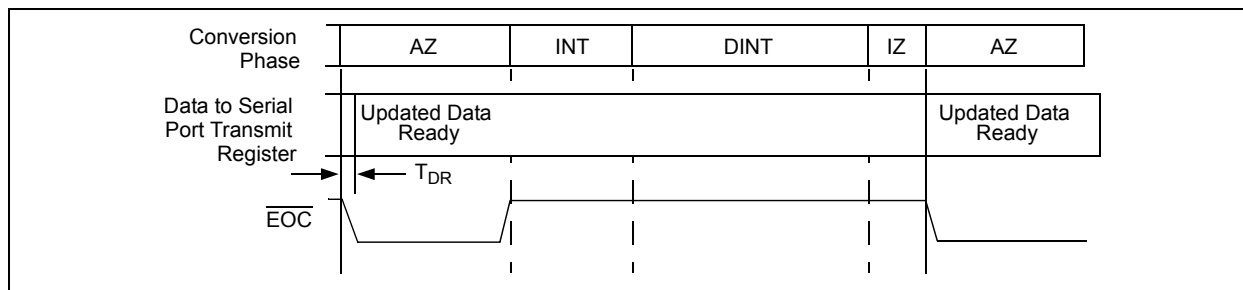 Conversion
Phase
AZ
INT
DINT
IZ
AZ
Data to Serial
Port Transmit
Register
Updated Data
Ready
Updated Data
Ready
TDR
EOC